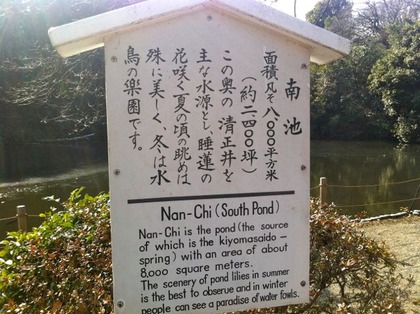 南池
面積凡そ八、〇〇〇平方米
（約二、四〇〇坪）
この奥の清正井を
主な水源とし、睡蓮の
花咲く夏の頃の眺めは
殊に美しく、冬は水
鳥の楽園です。
Nan-Chi (South Pond)
Nan-Chi is the pond (the source
of which is the kiyomasaido –
spring) with an area of about
8,000 square meters.
The scenery of pond lilies in summer
is the best to obserue and in winter
people can see a paradise of water fowls.